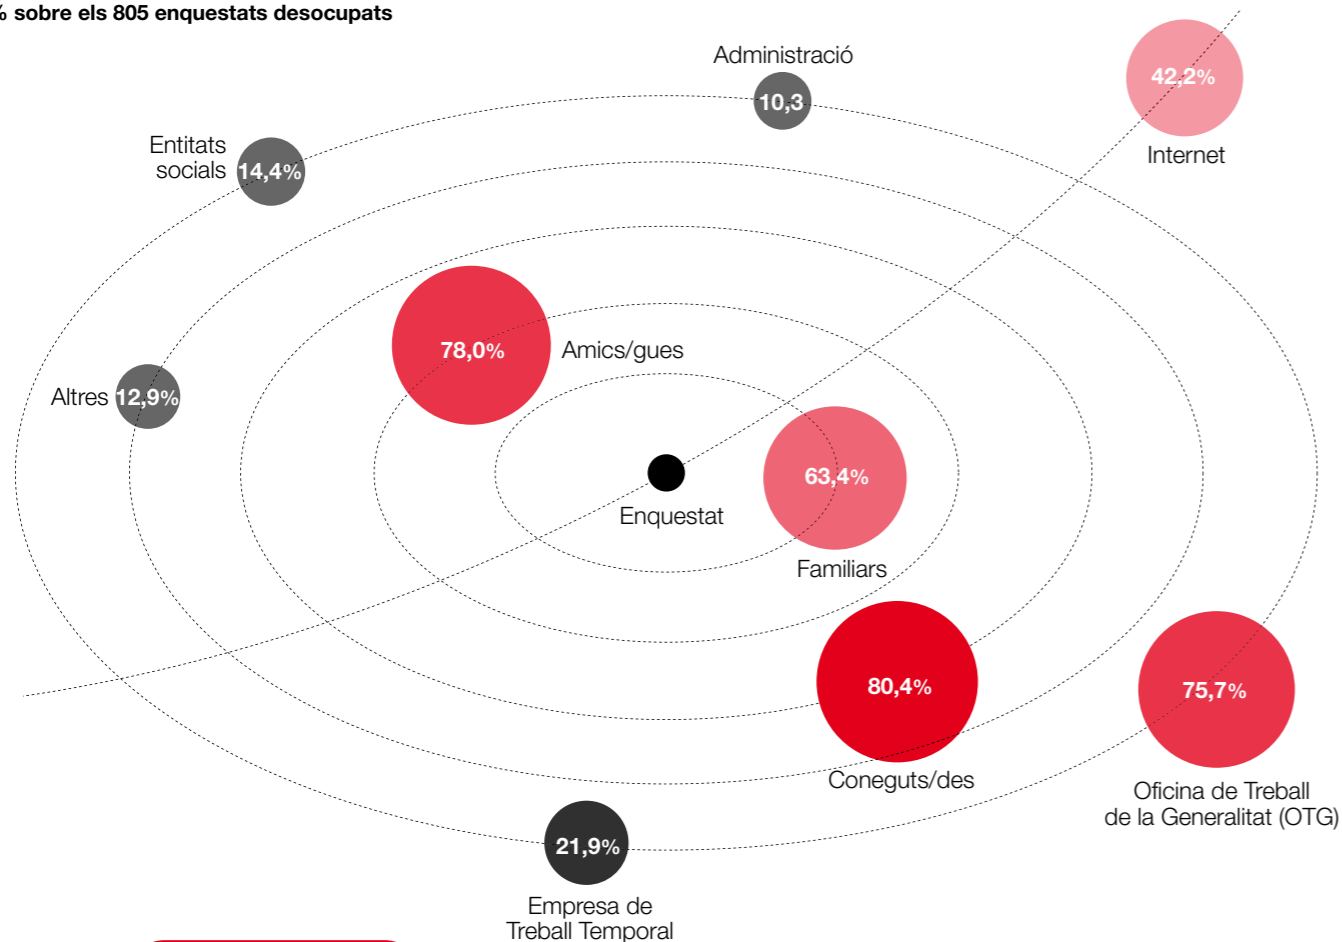 % sobre els 805 enquestats desocupats
Administració
10,3
42,2%
Internet
Entitats
socials
14,4%
78,0%
Amics/gues
Altres
12,9%
63,4%
Enquestat
Familiars
80,4%
75,7%
Coneguts/des
Oficina de Treball
de la Generalitat (OTG)
21,9%
Empresa de
Treball Temporal